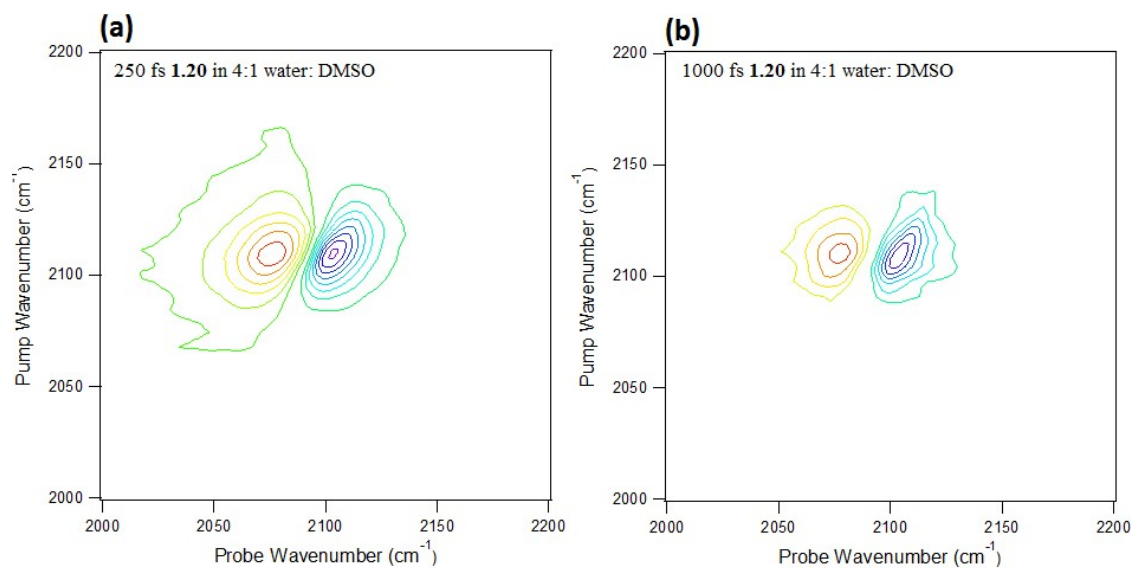 (a)
250 fs 1.20 in 4:1 water: DMSO
2200
2150
2100
2050
2000
Pump Wavenumber (cm-1)
2000 2050 2100 2150 2200
Probe Wavenumber (cm-1)
(b)
1000 fs 1.20 in 4:1 water: DMSO
2200
2150
2100
2050
2000
Pump Wavenumber (cm-1)
2000 2050 2100 2150 2200
Probe Wavenumber (cm-1)